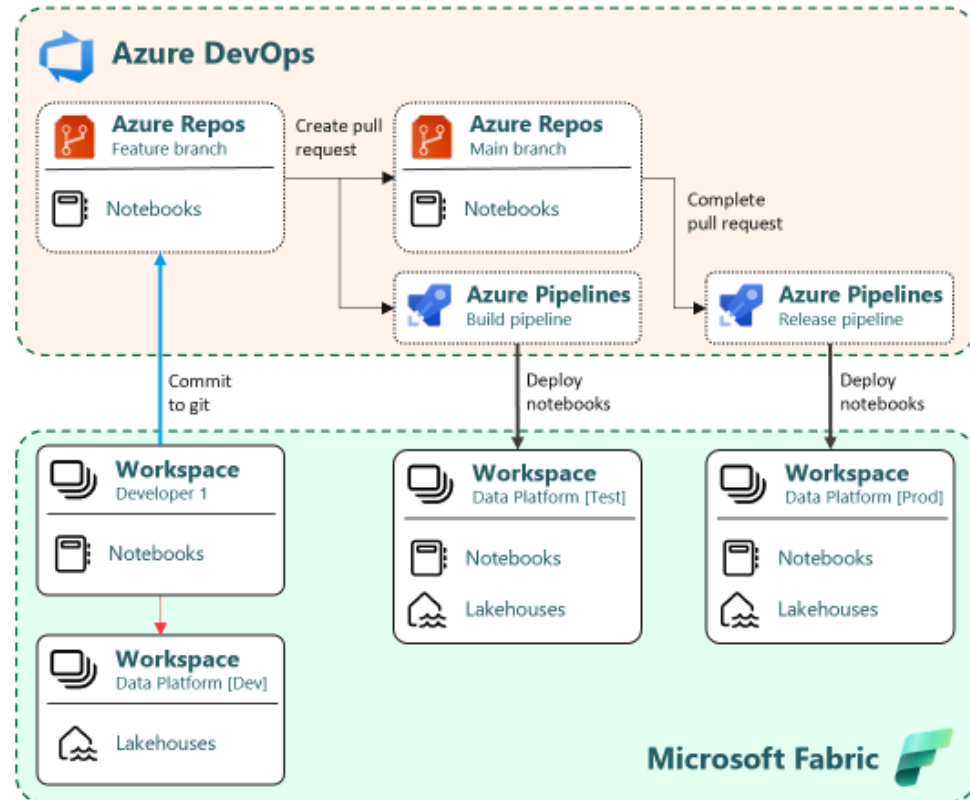 Azure DevOps
Azure Repos
Feature branch
Notebooks
Create pull
request
Azure Repos
Main branch
Notebooks
Complete
pull request
Azure Pipelines
Build pipeline
Azure Pipelines
Release pipeline
Commit
to git
Deploy
notebooks
Deploy
notebooks
Workspace
Developer 1
Notebooks
Workspace
Data Platform [Test]
Notebooks
Lakehouses
Workspace
Data Platform [Prod]
Notebooks
Lakehouses
Workspace
Data Platform [Dev]
Lakehouses
Microsoft Fabric